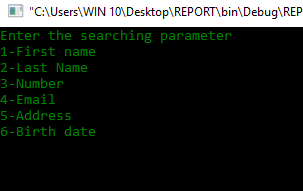 "C:\Users\WIN 10\Desktop\REPORT\bin\Debug\REP
Enter the searching parameter
1-First name
2-Last Name
3-Number
4-Email
5-Address
6-Birth date